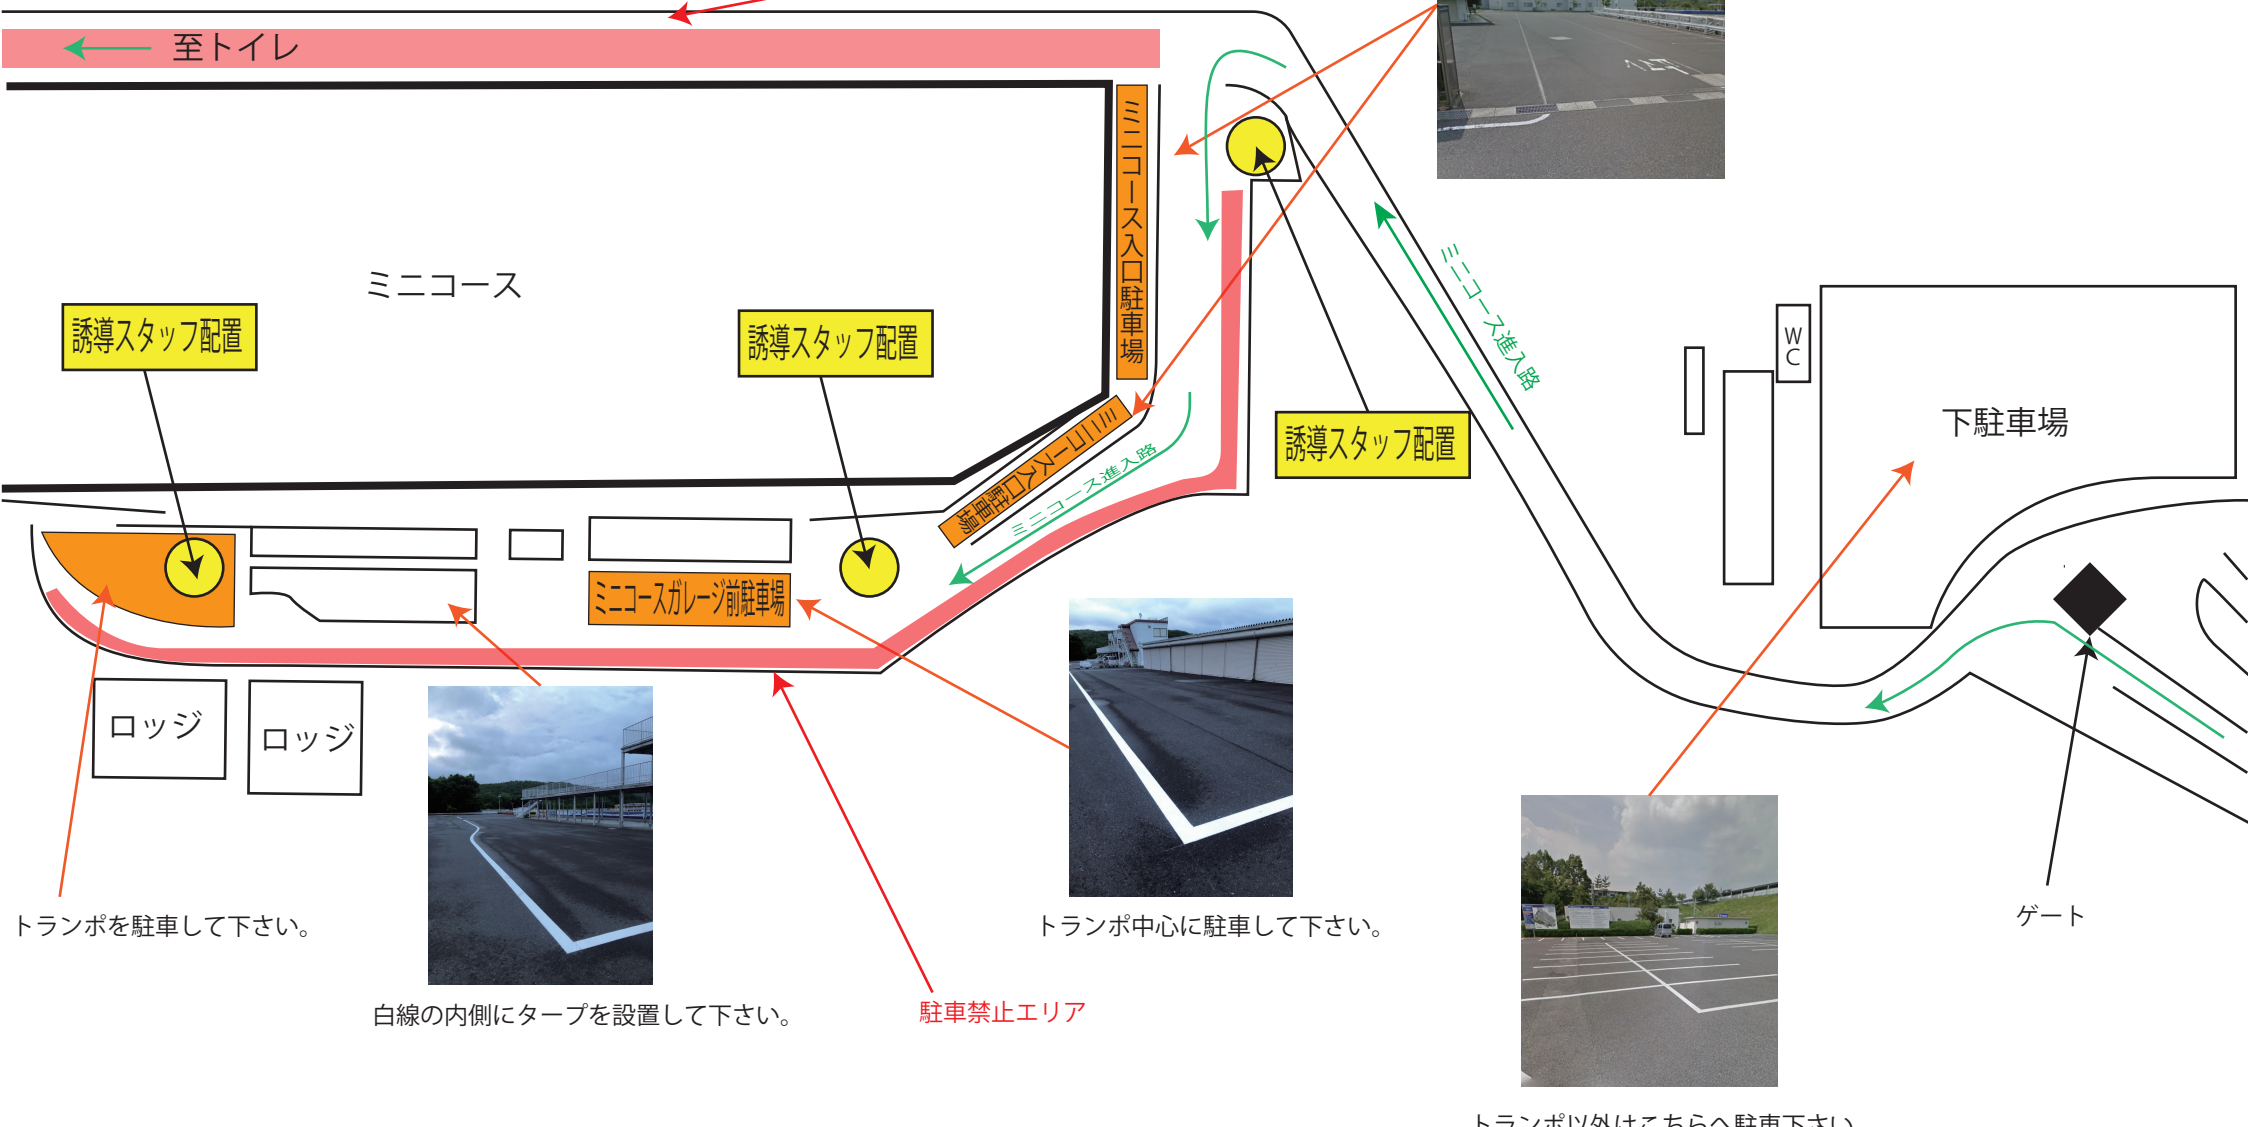 至トイレ
ミニコース入口駐車場
ミニコース
ミニコース進入路
誘導スタッフ配置
誘導スタッフ配置
WC
誘導スタッフ配置
下駐車場
ミニコース入口駐車場
ミニコース進入路
ミニコースガレージ前駐車場
ロッジ
ロッジ
トランポを駐車して下さい。
トランポ中心に駐車して下さい。
ゲート
白線の内側にタープを設置して下さい。
駐車禁止エリア
トランポ以外はこちらへ駐車下さい